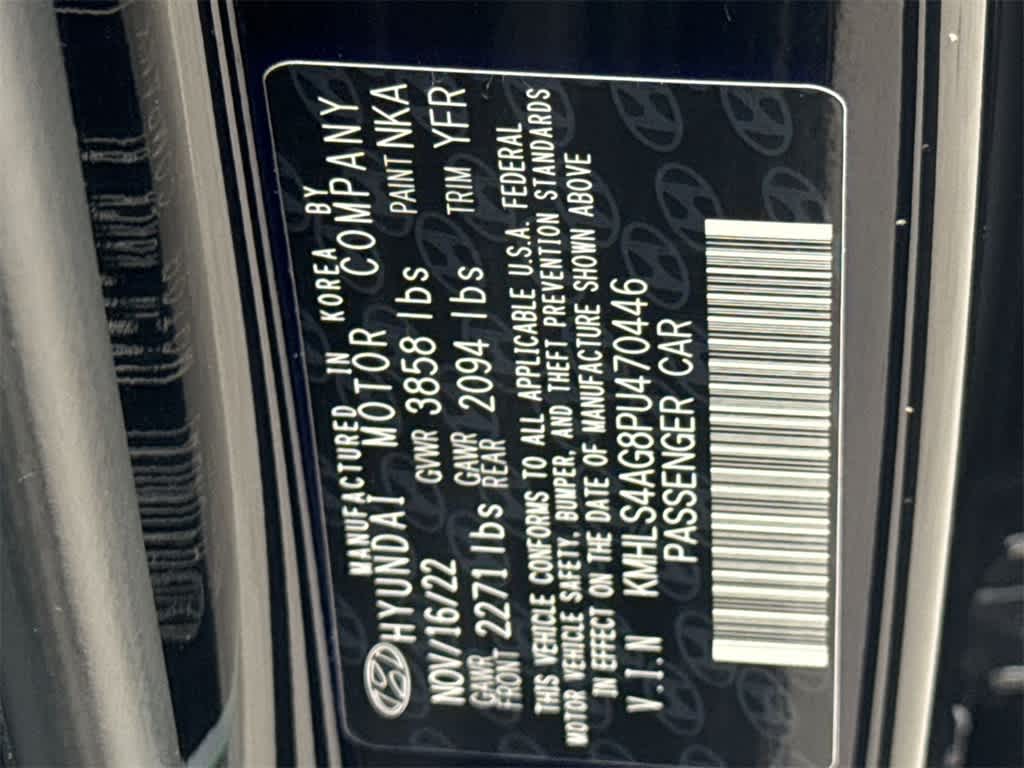 MANUFACTURED IN KOREA BY
HYUNDAI MOTOR COMPANY
NOV/16/22 GVWR 3858 lbs PAINT NKA
GAWR FRONT 2271 lbs GAWR REAR 2094 lbs TRIM YFR
THIS VEHICLE CONFORMS TO ALL APPLICABLE U.S.A. FEDERAL
MOTOR VEHICLE SAFETY, BUMPER, AND THEFT PREVENTION STANDARDS
IN EFFECT ON THE DATE OF MANUFACTURE SHOWN ABOVE
V.I.N KMHLS4AG8PU470446
PASSENGER CAR